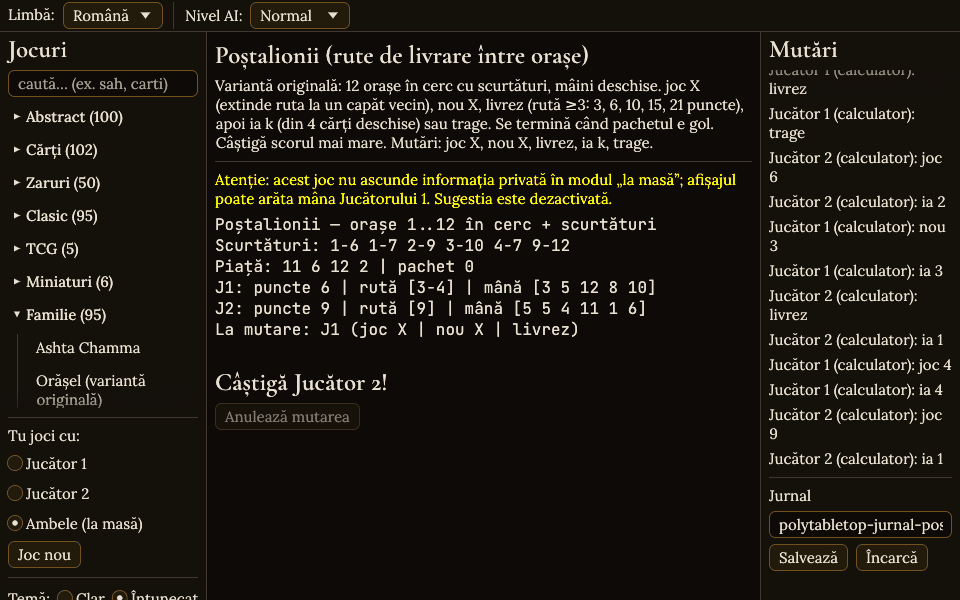 Limbă: Română Nivel AI: Normal
Jocuri
caută... (ex. sah, carti)
Abstract (100)
Cărți (102)
Zaruri (50)
Clasic (95)
TCG (5)
Miniaturi (6)
Familie (95)
Ashta Chamma
Orășel (variantă
originală)
Tu joci cu:
Jucător 1
Jucător 2
Ambele (la masă)
Joc nou
Temă: Clar Întunecat
Poștalionii (rute de livrare între orașe)
Variantă originală: 12 orașe în cerc cu scurtături, mâini deschise. joc X
(extinde ruta la un capăt vecin), nou X, livrez (rută ≥3: 3, 6, 10, 15, 21 puncte),
apoi ia k (din 4 cărți deschise) sau trage. Se termină când pachetul e gol.
Câștigă scorul mai mare. Mutări: joc X, nou X, livrez, ia k, trage.
Atenție: acest joc nu ascunde informația privată în modul „la masă”; afișajul
poate arăta mâna Jucătorului 1. Sugestia este dezactivată.
Poștalionii — orașe 1..12 în cerc + scurtături
Scurtături: 1-6 1-7 2-9 3-10 4-7 9-12
Piață: 11 6 12 2 | pachet 0
J1: puncte 6 | rută [3-4] | mână [3 5 12 8 10]
J2: puncte 9 | rută [9] | mână [5 5 4 11 1 6]
La mutare: J1 (joc X | nou X | livrez)
Câștigă Jucător 2!
Anulează mutarea
Mutări
Jucător 1 (calculator):
livrez
Jucător 1 (calculator):
trage
Jucător 2 (calculator): joc
6
Jucător 2 (calculator): ia 2
Jucător 1 (calculator): nou
3
Jucător 1 (calculator): ia 3
Jucător 2 (calculator):
livrez
Jucător 2 (calculator): ia 1
Jucător 1 (calculator): joc 4
Jucător 1 (calculator): ia 4
Jucător 2 (calculator): joc
9
Jucător 2 (calculator): ia 1
Jurnal
polytabletop-jurnal-pos
Salvează Încarcă